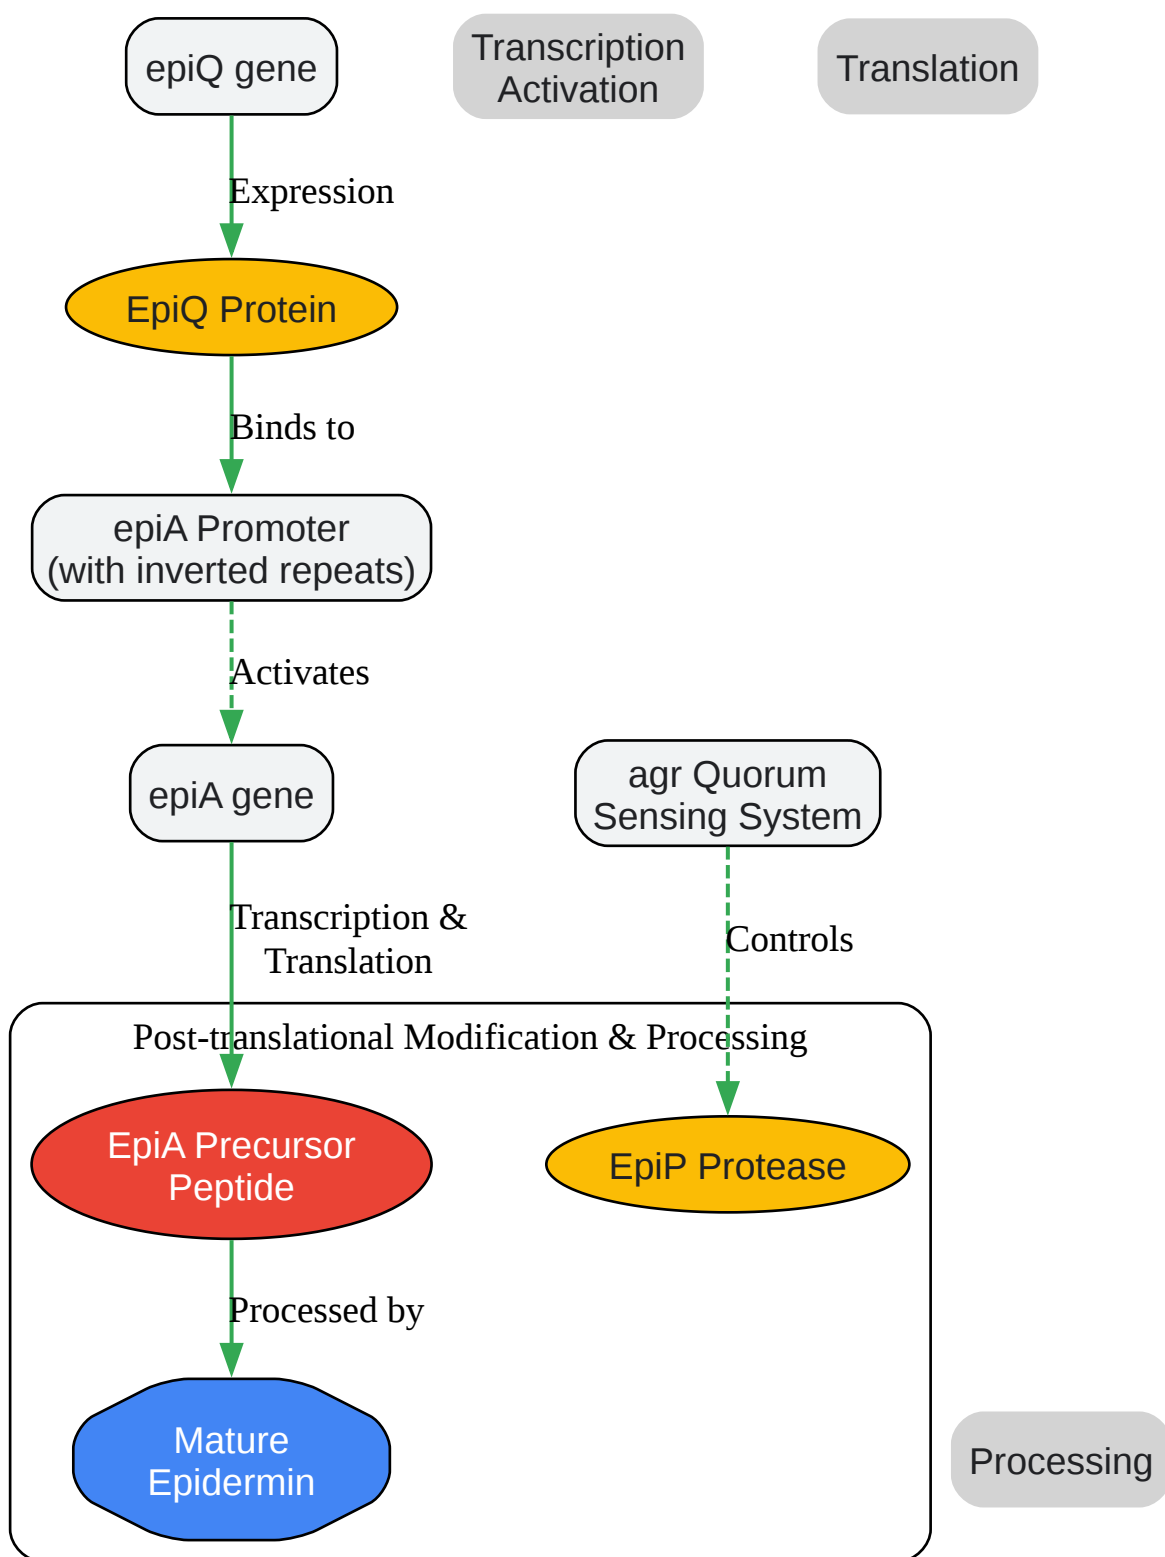 epiQ gene
Transcription
Activation
Translation
Expression
EpiQ Protein
Binds to
epiA Promoter
(with inverted repeats)
Activates
epiA gene
agr Quorum
Sensing System
Transcription &
Translation
Controls
Post-translational Modification & Processing
EpiA Precursor
Peptide
EpiP Protease
Processed by
Mature
Epidermin
Processing